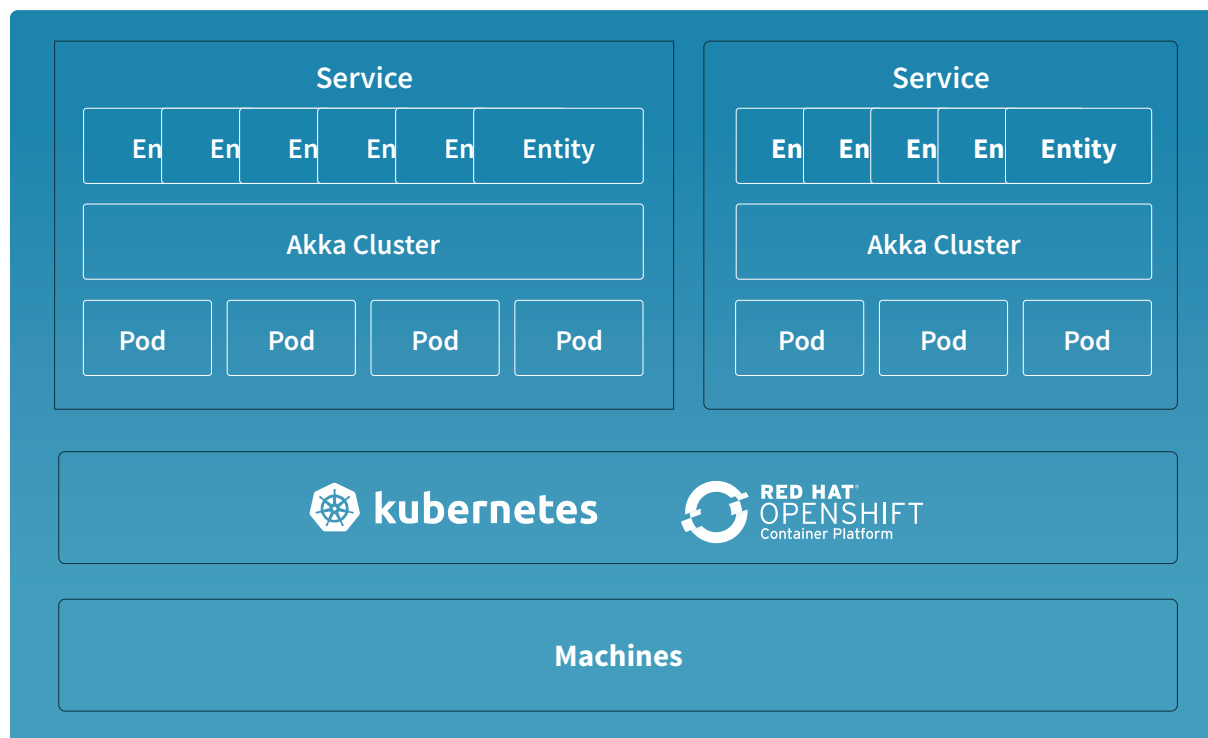 Service
En
En
En
En
En
Entity
Akka Cluster
Pod
Pod
Pod
Pod
Service
En
En
En
En
Entity
Akka Cluster
Pod
Pod
Pod
kubernetes
RED HAT®
OPENSHIFT
Container Platform
Machines